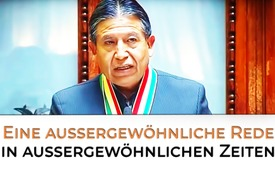 EINE AUSSERGEWÖHNLICHE REDE
IN AUSSERGEWÖHNLICHEN ZEITEN